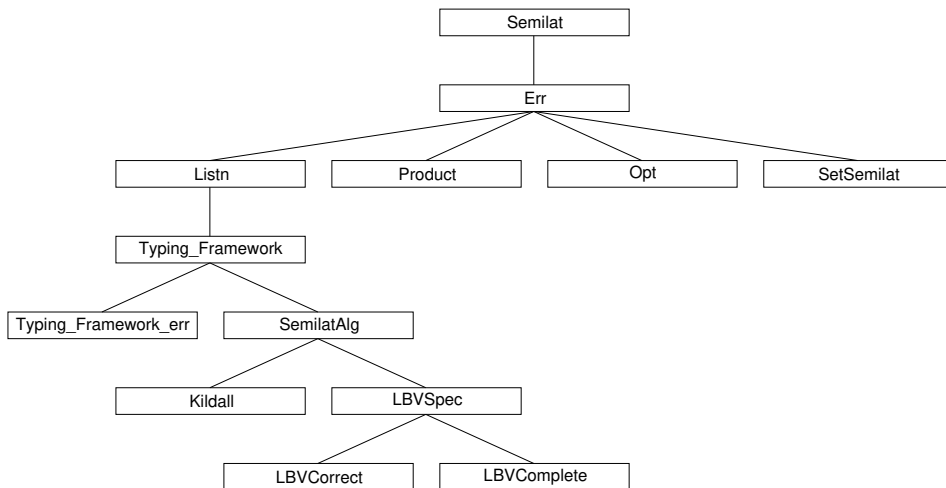 Semilat
Err
Listn
Product
Opt
SetSemilat
Typing_Framework
Typing_Framework_err
SemilatAlg
Kildall
LBVSpec
LBVCorrect
LBVComplete